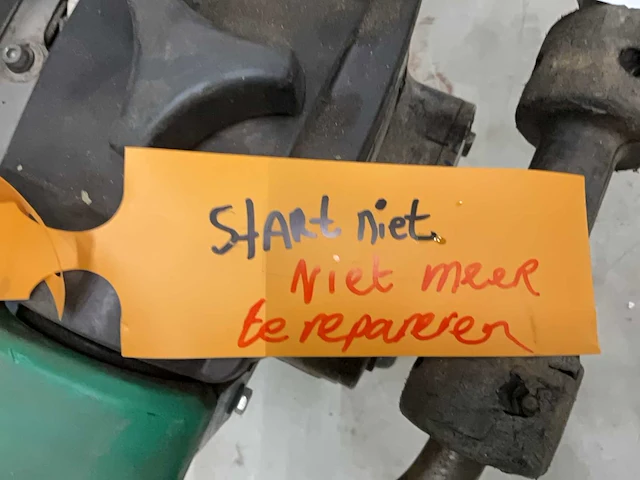 StARt niet.
Niet meer
te repareren